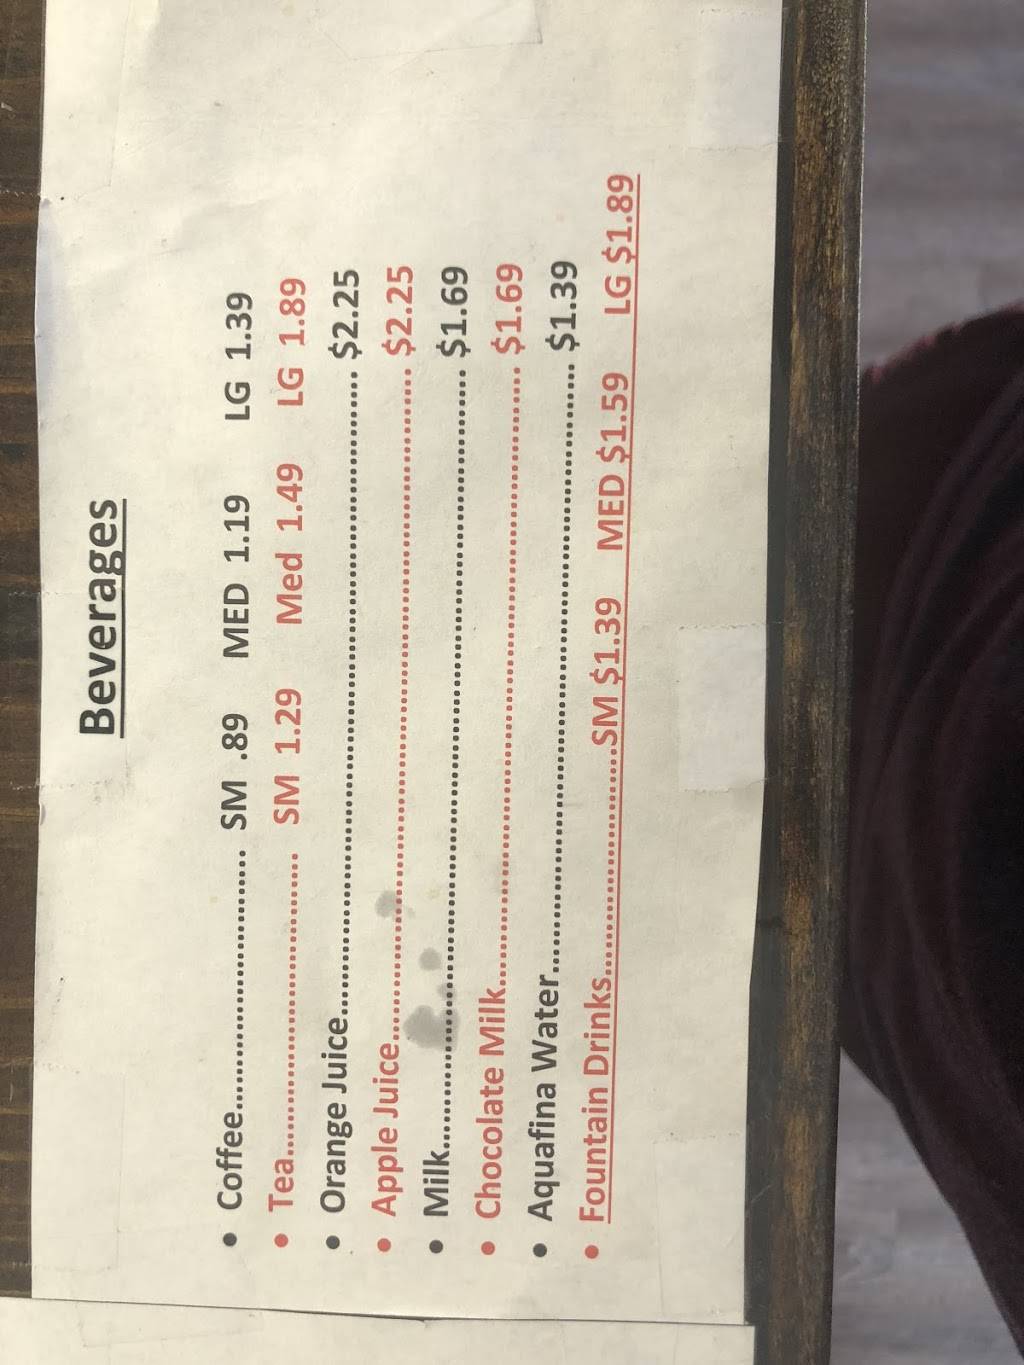 Beverages
• Coffee.................................... SM .89 MED 1.19 LG 1.39
• Tea........................................ SM 1.29 Med 1.49 LG 1.89
• Orange Juice.................................................................................... $2.25
• Apple Juice........................................................................................ $2.25
• Milk.................................................................................................... $1.69
• Chocolate Milk................................................................................. $1.69
• Aquafina Water............................................................................... $1.39
• Fountain Drinks..............................SM $1.39 MED $1.59 LG $1.89